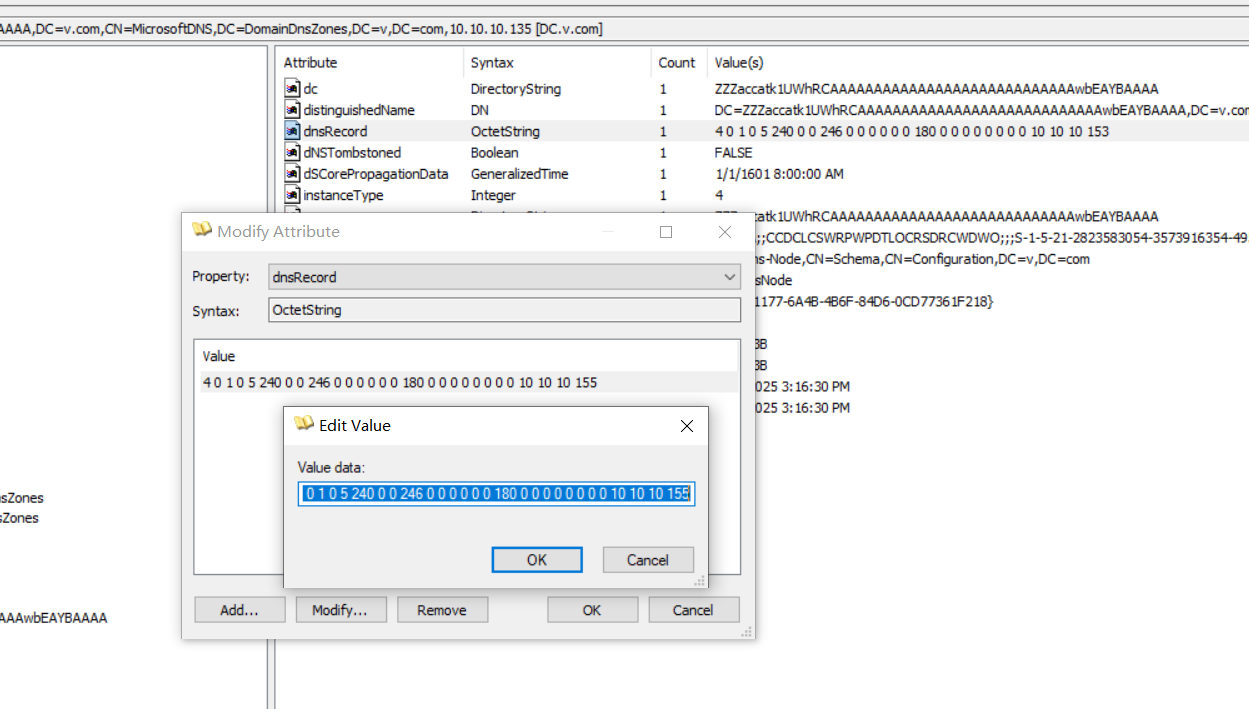 AAA,DC=v.com,CN=MicrosoftDNS,DC=DomainDnsZones,DC=v,DC=com,10.10.10.135 [DC.v.com]
Attribute Syntax Count Value(s)
dc DirectoryString 1 ZZZaccatk1UWhRCAAAAAAAAAAAAAAAAAAAAAAAAAAAAwbEAYBAAAA
distinguishedName DN 1 DC=ZZZaccatk1UWhRCAAAAAAAAAAAAAAAAAAAAAAAAAAAAwbEAYBAAAA,DC=v.com
dnsRecord OctetString 1 4 0 1 0 5 240 0 0 246 0 0 0 0 0 0 180 0 0 0 0 0 0 0 0 10 10 10 153
dNSTombstoned Boolean 1 FALSE
dSCorePropagationData GeneralizedTime 1 1/1/1601 8:00:00 AM
instanceType Integer 1 4
catk1UWhRCAAAAAAAAAAAAAAAAAAAAAAAAAAAAwbEAYBAAAA
;;CCDCLCSWRPWPDTLOCRSDRCWDWO;;;S-1-5-21-2823583054-3573916354-49
ns-Node,CN=Schema,CN=Configuration,DC=v,DC=com
sNode
1177-6A4B-4B6F-84D6-0CD77361F218}
3B
3B
025 3:16:30 PM
025 3:16:30 PM
Modify Attribute
Property: dnsRecord
Syntax: OctetString
Value
4 0 1 0 5 240 0 0 246 0 0 0 0 0 0 180 0 0 0 0 0 0 0 0 10 10 10 155
Edit Value
Value data:
0 1 0 5 240 0 0 246 0 0 0 0 0 0 180 0 0 0 0 0 0 0 0 10 10 10 155
OK Cancel
Add... Modify... Remove OK Cancel
sZones
sZones
AAAwbEAYBAAAA